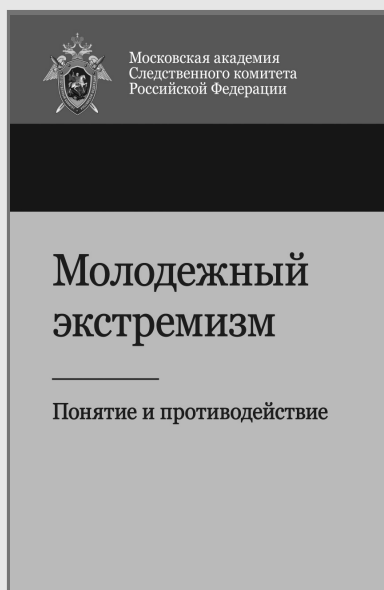 Московская академия
Следственного комитета
Российской Федерации
Молодежный
экстремизм
Понятие и противодействие